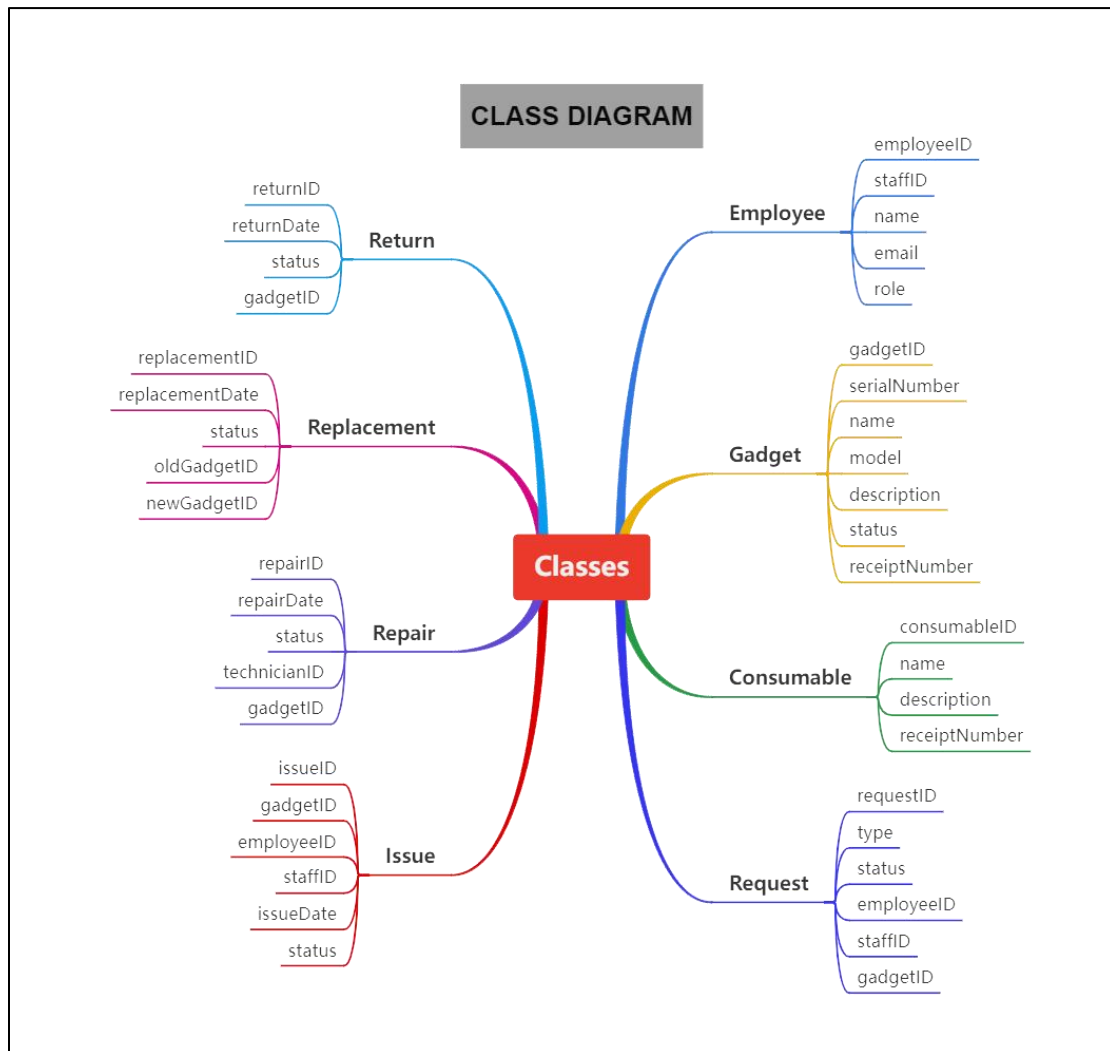 CLASS DIAGRAM
Return
returnID
returnDate
status
gadgetID
Replacement
replacementID
replacementDate
status
oldGadgetID
newGadgetID
Repair
repairID
repairDate
status
technicianID
gadgetID
Issue
issueID
gadgetID
employeeID
staffID
issueDate
status
Classes
Employee
employeeID
staffID
name
email
role
Gadget
gadgetID
serialNumber
name
model
description
status
receiptNumber
Consumable
consumableID
name
description
receiptNumber
Request
requestID
type
status
employeeID
staffID
gadgetID